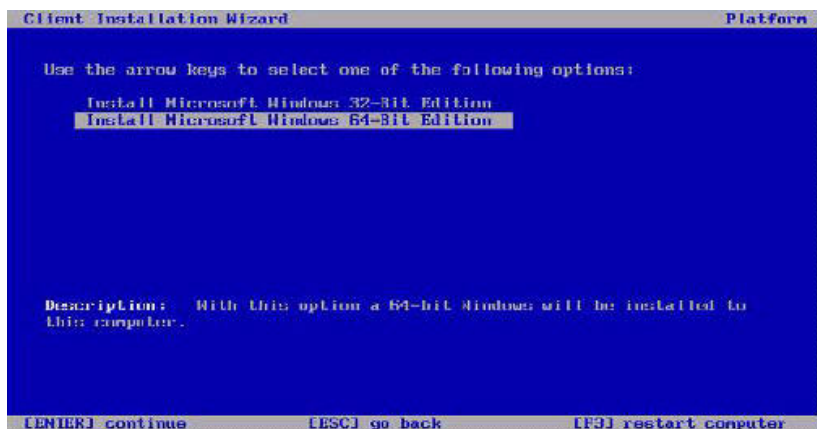 Client Installation Wizard Platform
Use the arrow keys to select one of the following options:
Install Microsoft Windows 32-Bit Edition
Install Microsoft Windows 64-Bit Edition
Description: With this option a 64-bit Windows will be installed to
this computer.
[ENTER] continue [ESC] go back [F3] restart computer